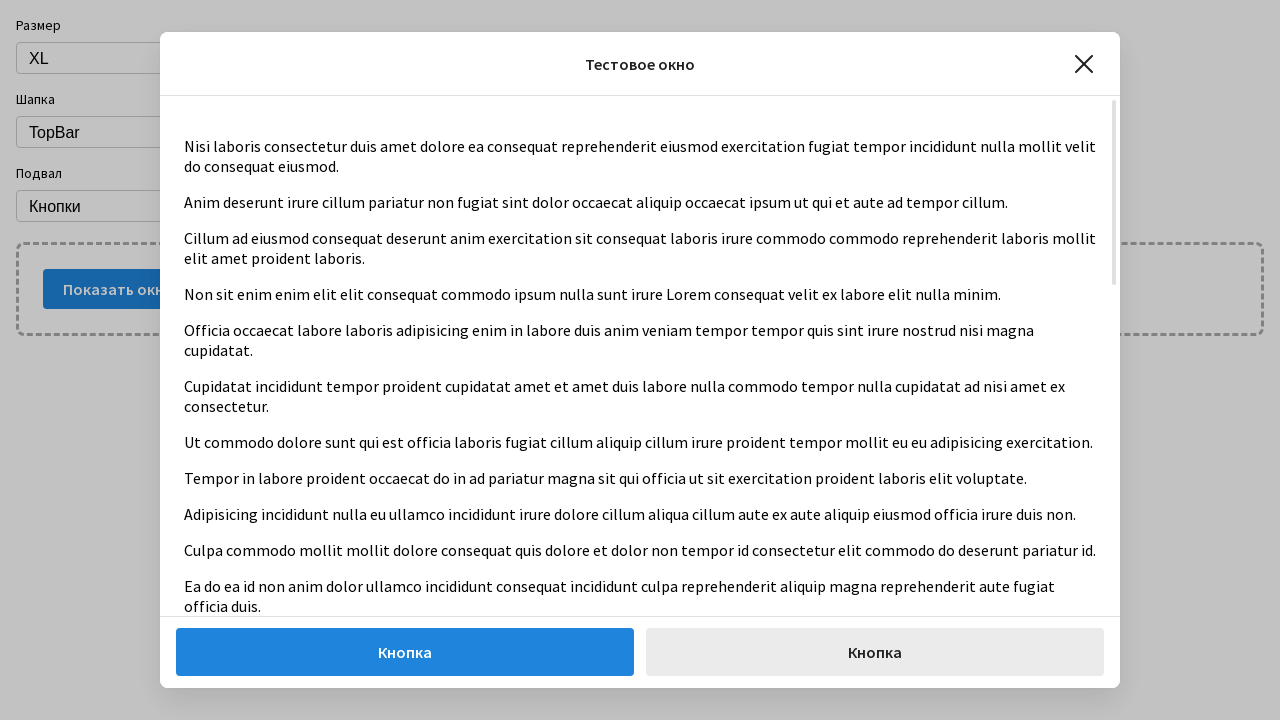 Размер
XL
Шапка
TopBar
Подвал
Кнопки
Показать окн
Тестовое окно
Nisi laboris consectetur duis amet dolore ea consequat reprehenderit eiusmod exercitation fugiat tempor incididunt nulla mollit velit
do consequat eiusmod.
Anim deserunt irure cillum pariatur non fugiat sint dolor occaecat aliquip occaecat ipsum ut qui et aute ad tempor cillum.
Cillum ad eiusmod consequat deserunt anim exercitation sit consequat laboris irure commodo commodo reprehenderit laboris mollit
elit amet proident laboris.
Non sit enim enim elit elit consequat commodo ipsum nulla sunt irure Lorem consequat velit ex labore elit nulla minim.
Officia occaecat labore laboris adipisicing enim in labore duis anim veniam tempor tempor quis sint irure nostrud nisi magna
cupidatat.
Cupidatat incididunt tempor proident cupidatat amet et amet duis labore nulla commodo tempor nulla cupidatat ad nisi amet ex
consectetur.
Ut commodo dolore sunt qui est officia laboris fugiat cillum aliquip cillum irure proident tempor mollit eu eu adipisicing exercitation.
Tempor in labore proident occaecat do in ad pariatur magna sit qui officia ut sit exercitation proident laboris elit voluptate.
Adipisicing incididunt nulla eu ullamco incididunt irure dolore cillum aliqua cillum aute ex aute aliquip eiusmod officia irure duis non.
Culpa commodo mollit mollit dolore consequat quis dolore et dolor non tempor id consectetur elit commodo do deserunt pariatur id.
Ea do ea id non anim dolor ullamco incididunt consequat incididunt culpa reprehenderit aliquip magna reprehenderit aute fugiat
officia duis.
Кнопка
Кнопка